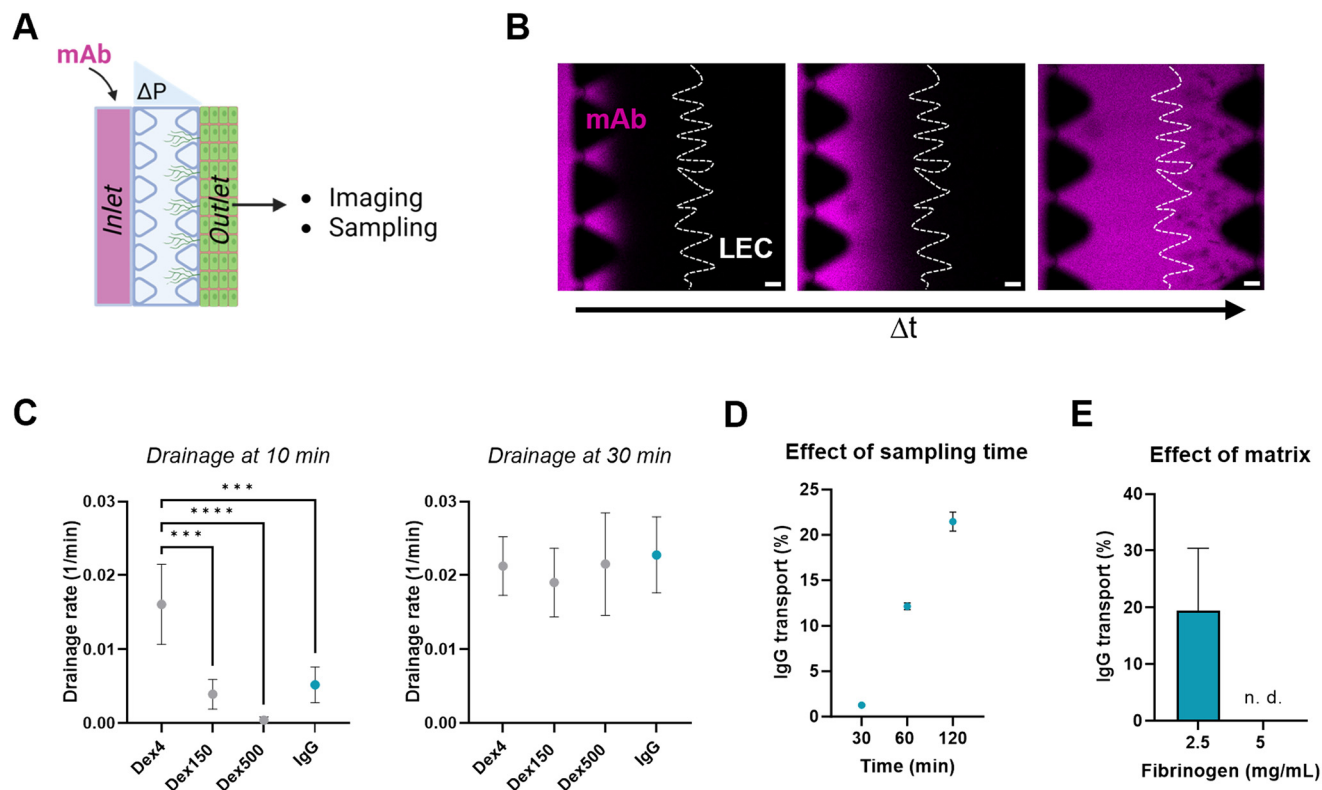 A
mAb
ΔP
Inlet
Outlet
• Imaging
• Sampling
B
mAb
LEC
Δt
C
Drainage at 10 min
Drainage rate (1/min)
0.03
0.02
0.01
0.00
***
****
***
Dex4
Dex150
Dex500
IgG
Drainage at 30 min
Drainage rate (1/min)
0.03
0.02
0.01
0.00
Dex4
Dex150
Dex500
IgG
D
Effect of sampling time
IgG transport (%)
25
20
15
10
5
0
30 60 120
Time (min)
E
Effect of matrix
IgG transport (%)
40
30
20
10
0
n. d.
2.5 5
Fibrinogen (mg/mL)